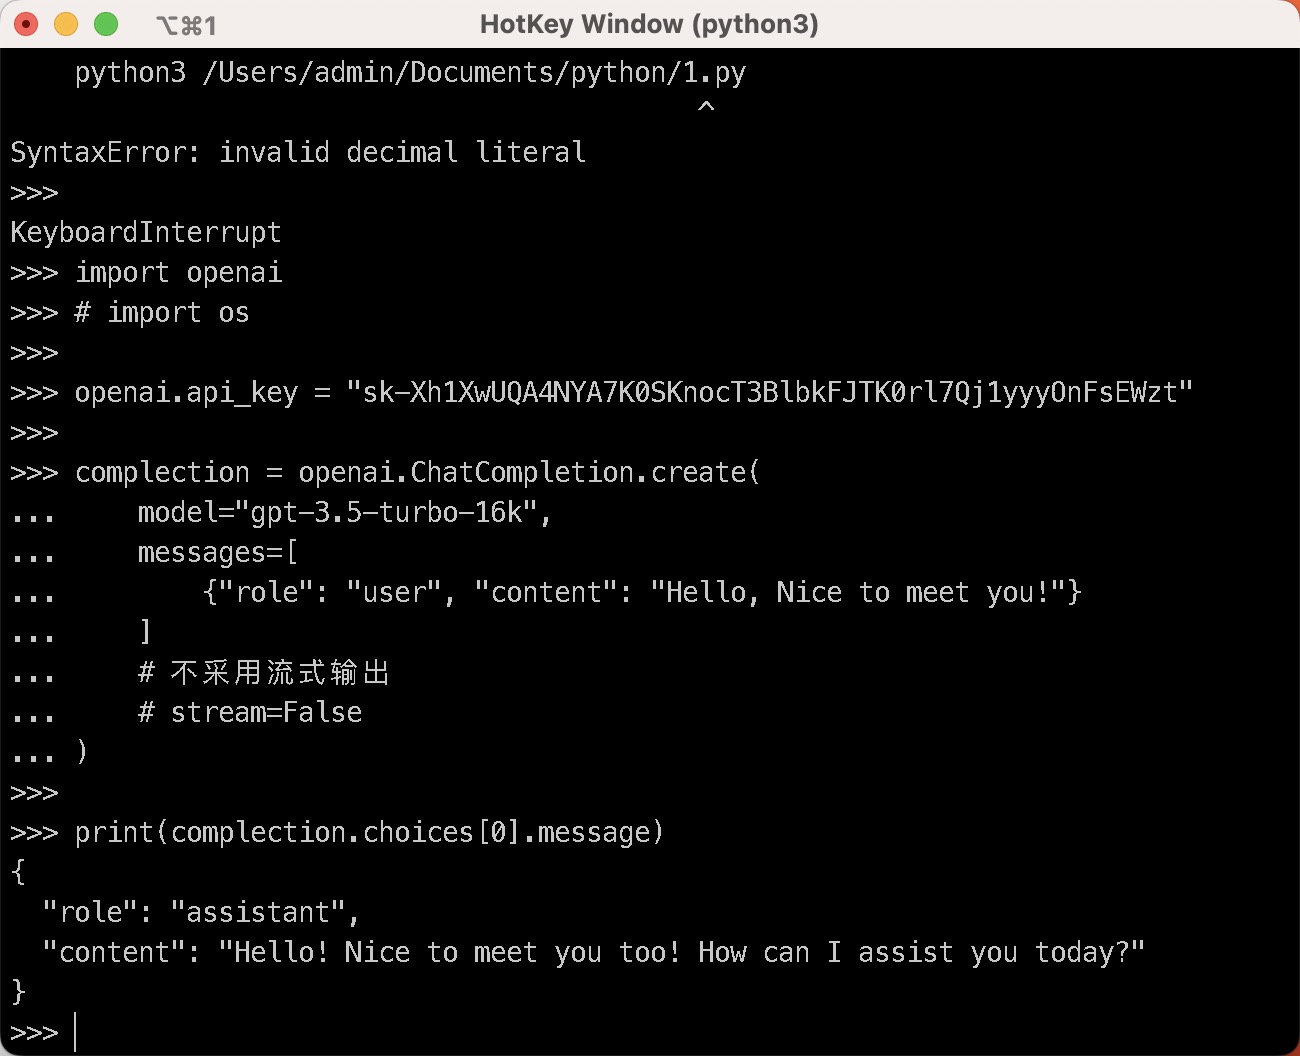 ⌥⌘1 HotKey Window (python3)
python3 /Users/admin/Documents/python/1.py
^
SyntaxError: invalid decimal literal
>>>
KeyboardInterrupt
>>> import openai
>>> # import os
>>>
>>> openai.api_key = "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"
>>>
>>> complection = openai.ChatCompletion.create(
...     model="gpt-3.5-turbo-16k",
...     messages=[
...         {"role": "user", "content": "Hello, Nice to meet you!"}
...     ]
...     # 不采用流式输出
...     # stream=False
... )
>>>
>>> print(complection.choices[0].message)
{
  "role": "assistant",
  "content": "Hello! Nice to meet you too! How can I assist you today?"
}
>>>